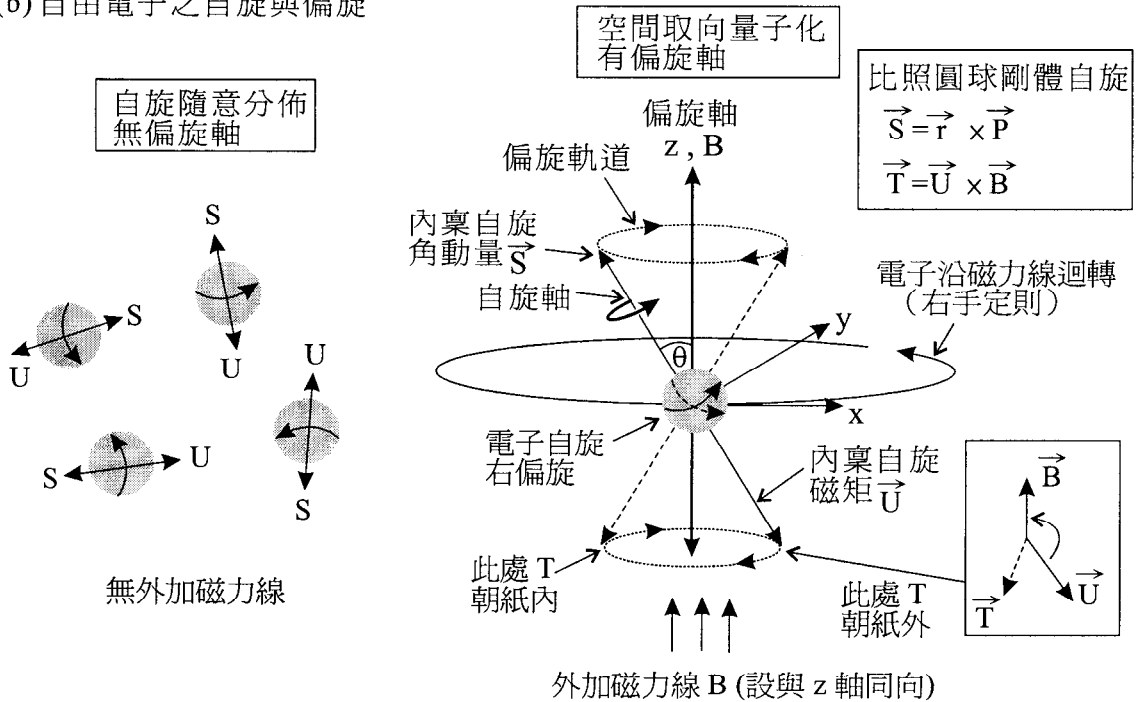 (b)自由電子之自旋與偏旋
自旋隨意分佈
無偏旋軸
S
U
S
U
U
S
S
U
無外加磁力線
空間取向量子化
有偏旋軸
偏旋軸
z , B
偏旋軌道
內稟自旋
角動量S
自旋軸
θ
y
x
電子自旋
右偏旋
內稟自旋
磁矩U
此處 T
朝紙內
此處 T
朝紙外
外加磁力線 B (設與 z 軸同向)
比照圓球剛體自旋
S=r × P
T=U × B
電子沿磁力線迴轉
(右手定則)
B
T
U